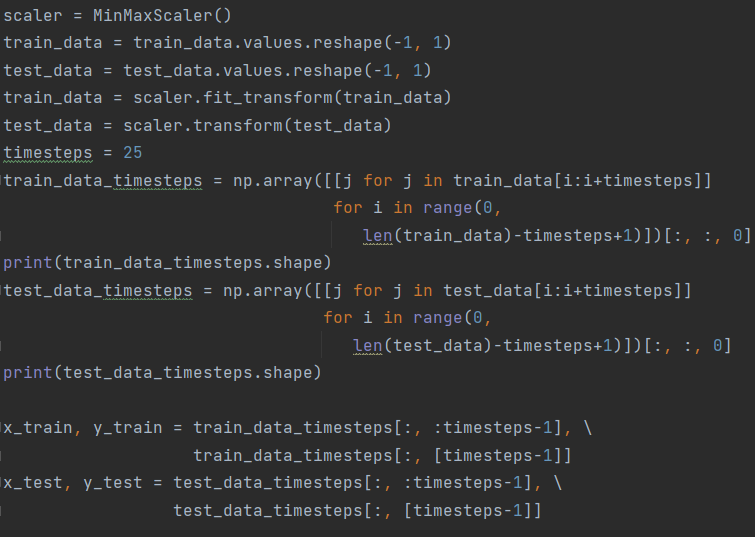 scaler = MinMaxScaler()
train_data = train_data.values.reshape(-1, 1)
test_data = test_data.values.reshape(-1, 1)
train_data = scaler.fit_transform(train_data)
test_data = scaler.transform(test_data)
timesteps = 25
train_data_timesteps = np.array([[j for j in train_data[i:i+timesteps]]
for i in range(0,
len(train_data)-timesteps+1)])[:, :, 0]
print(train_data_timesteps.shape)
test_data_timesteps = np.array([[j for j in test_data[i:i+timesteps]]
for i in range(0,
len(test_data)-timesteps+1)])[:, :, 0]
print(test_data_timesteps.shape)
x_train, y_train = train_data_timesteps[:, :timesteps-1], \
train_data_timesteps[:, [timesteps-1]]
x_test, y_test = test_data_timesteps[:, :timesteps-1], \
test_data_timesteps[:, [timesteps-1]]